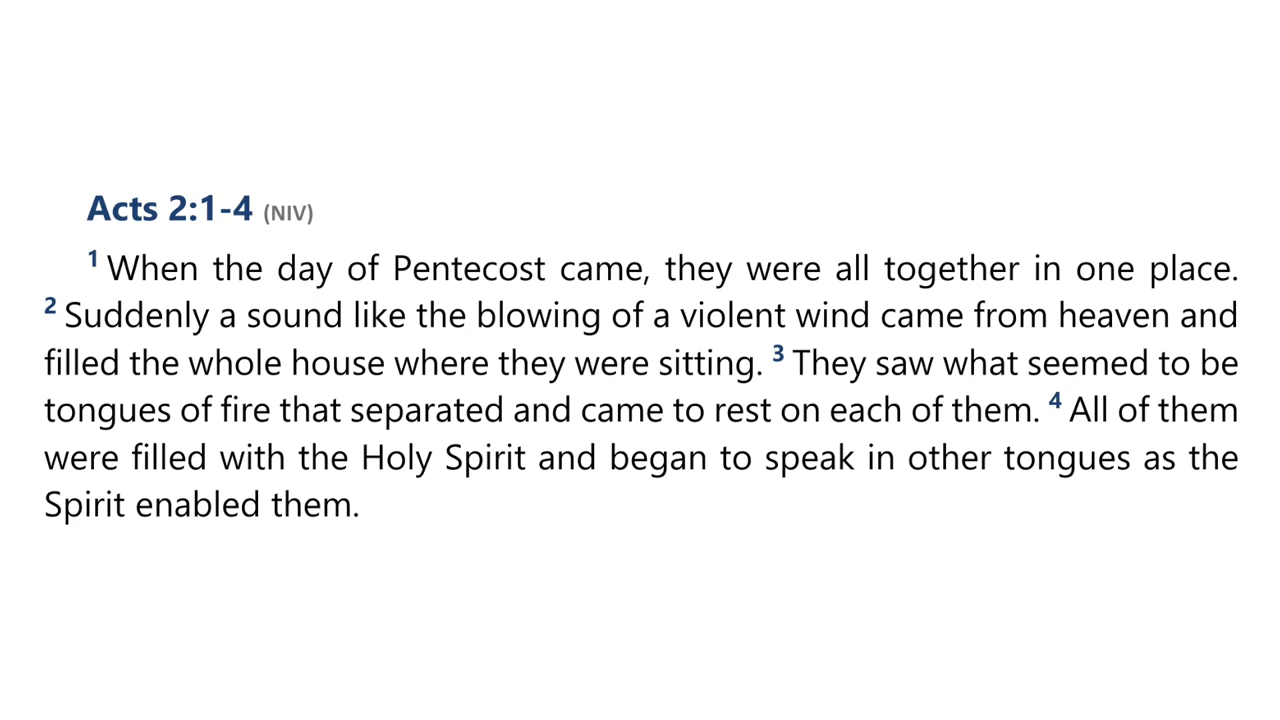 Acts 2:1-4 (NIV)
1 When the day of Pentecost came, they were all together in one place.
2 Suddenly a sound like the blowing of a violent wind came from heaven and
filled the whole house where they were sitting. 3 They saw what seemed to be
tongues of fire that separated and came to rest on each of them. 4 All of them
were filled with the Holy Spirit and began to speak in other tongues as the
Spirit enabled them.